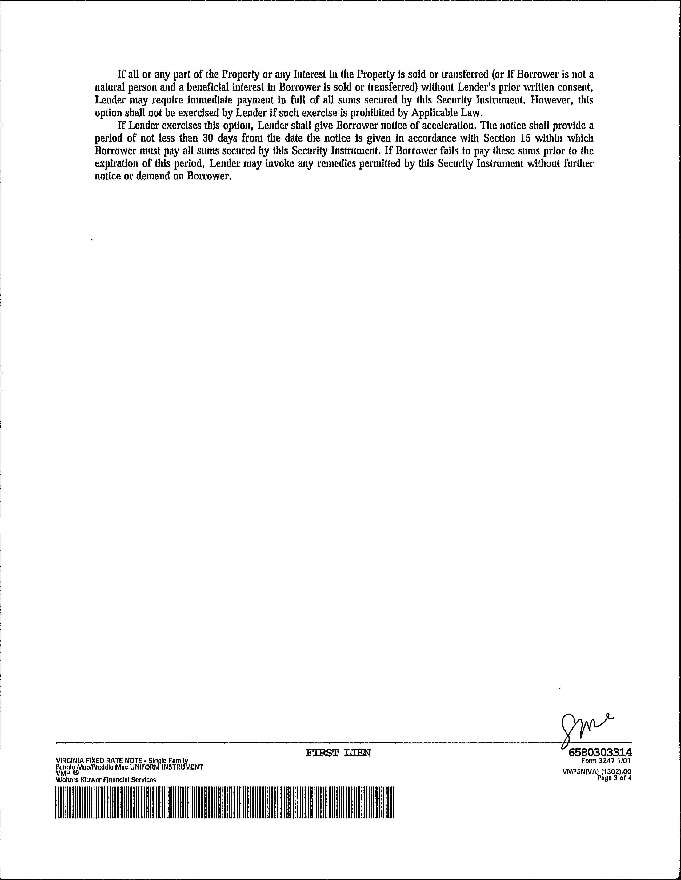 If all or any part of the Property or any Interest in the Property is sold or transferred (or if Borrower is not a
natural person and a beneficial interest in Borrower is sold or transferred) without Lender's prior written consent,
Lender may require immediate payment in full of all sums secured by this Security Instrument. However, this
option shall not be exercised by Lender if such exercise is prohibited by Applicable Law.
If Lender exercises this option, Lender shall give Borrower notice of acceleration. The notice shall provide a
period of not less than 30 days from the date the notice is given in accordance with Section 15 within which
Borrower must pay all sums secured by this Security Instrument. If Borrower fails to pay these sums prior to the
expiration of this period, Lender may invoke any remedies permitted by this Security Instrument without further
notice or demand on Borrower.
FIRST LIEN
VIRGINIA FIXED RATE NOTE - Single Family
Fannie Mae/Freddie Mac UNIFORM INSTRUMENT
VMP ®
Wolters Kluwer Financial Services
6580303314
Form 3247 1/01
VMP5N(VA) (1302).00
Page 3 of 4